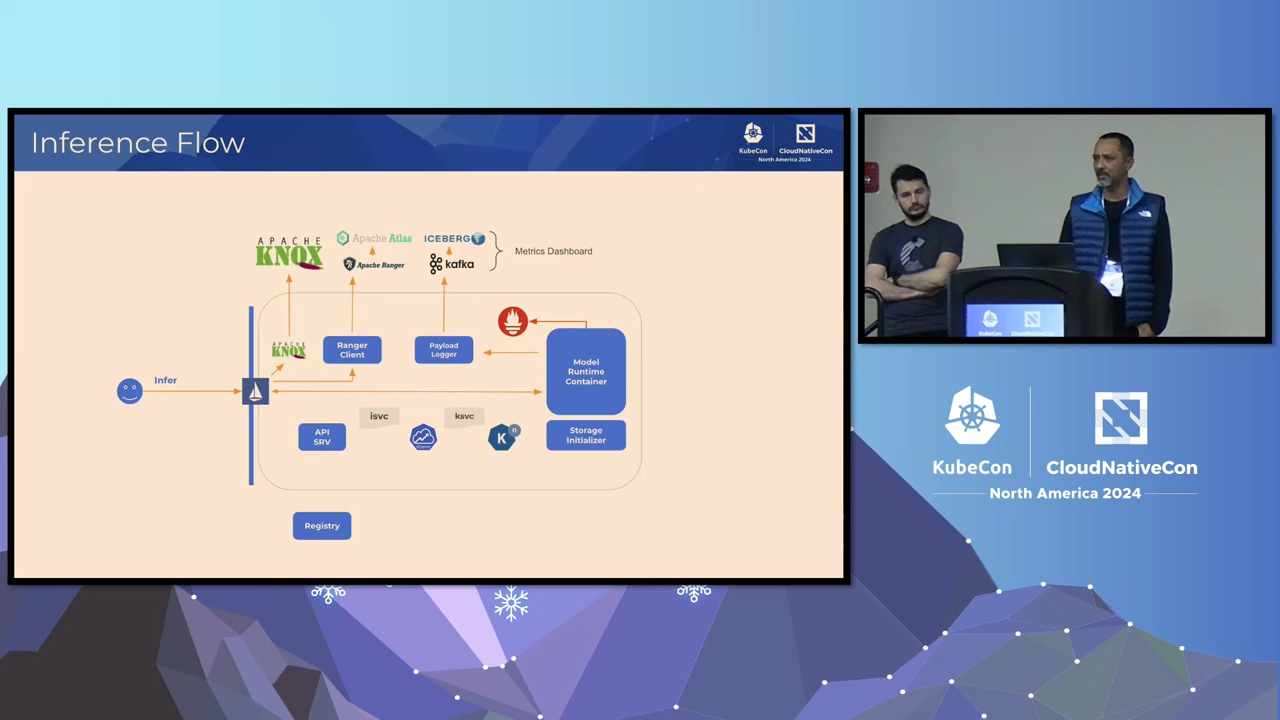 Inference Flow
KubeCon
CloudNativeCon
North America 2024
APACHE
KNOX
Apache Atlas
Apache Ranger
ICEBERG
kafka
Metrics Dashboard
KNOX
Ranger
Client
Payload
Logger
Model
Runtime
Container
Infer
isvc
ksvc
API
SRV
K
Storage
Initializer
Registry
KubeCon
CloudNativeCon
North America 2024